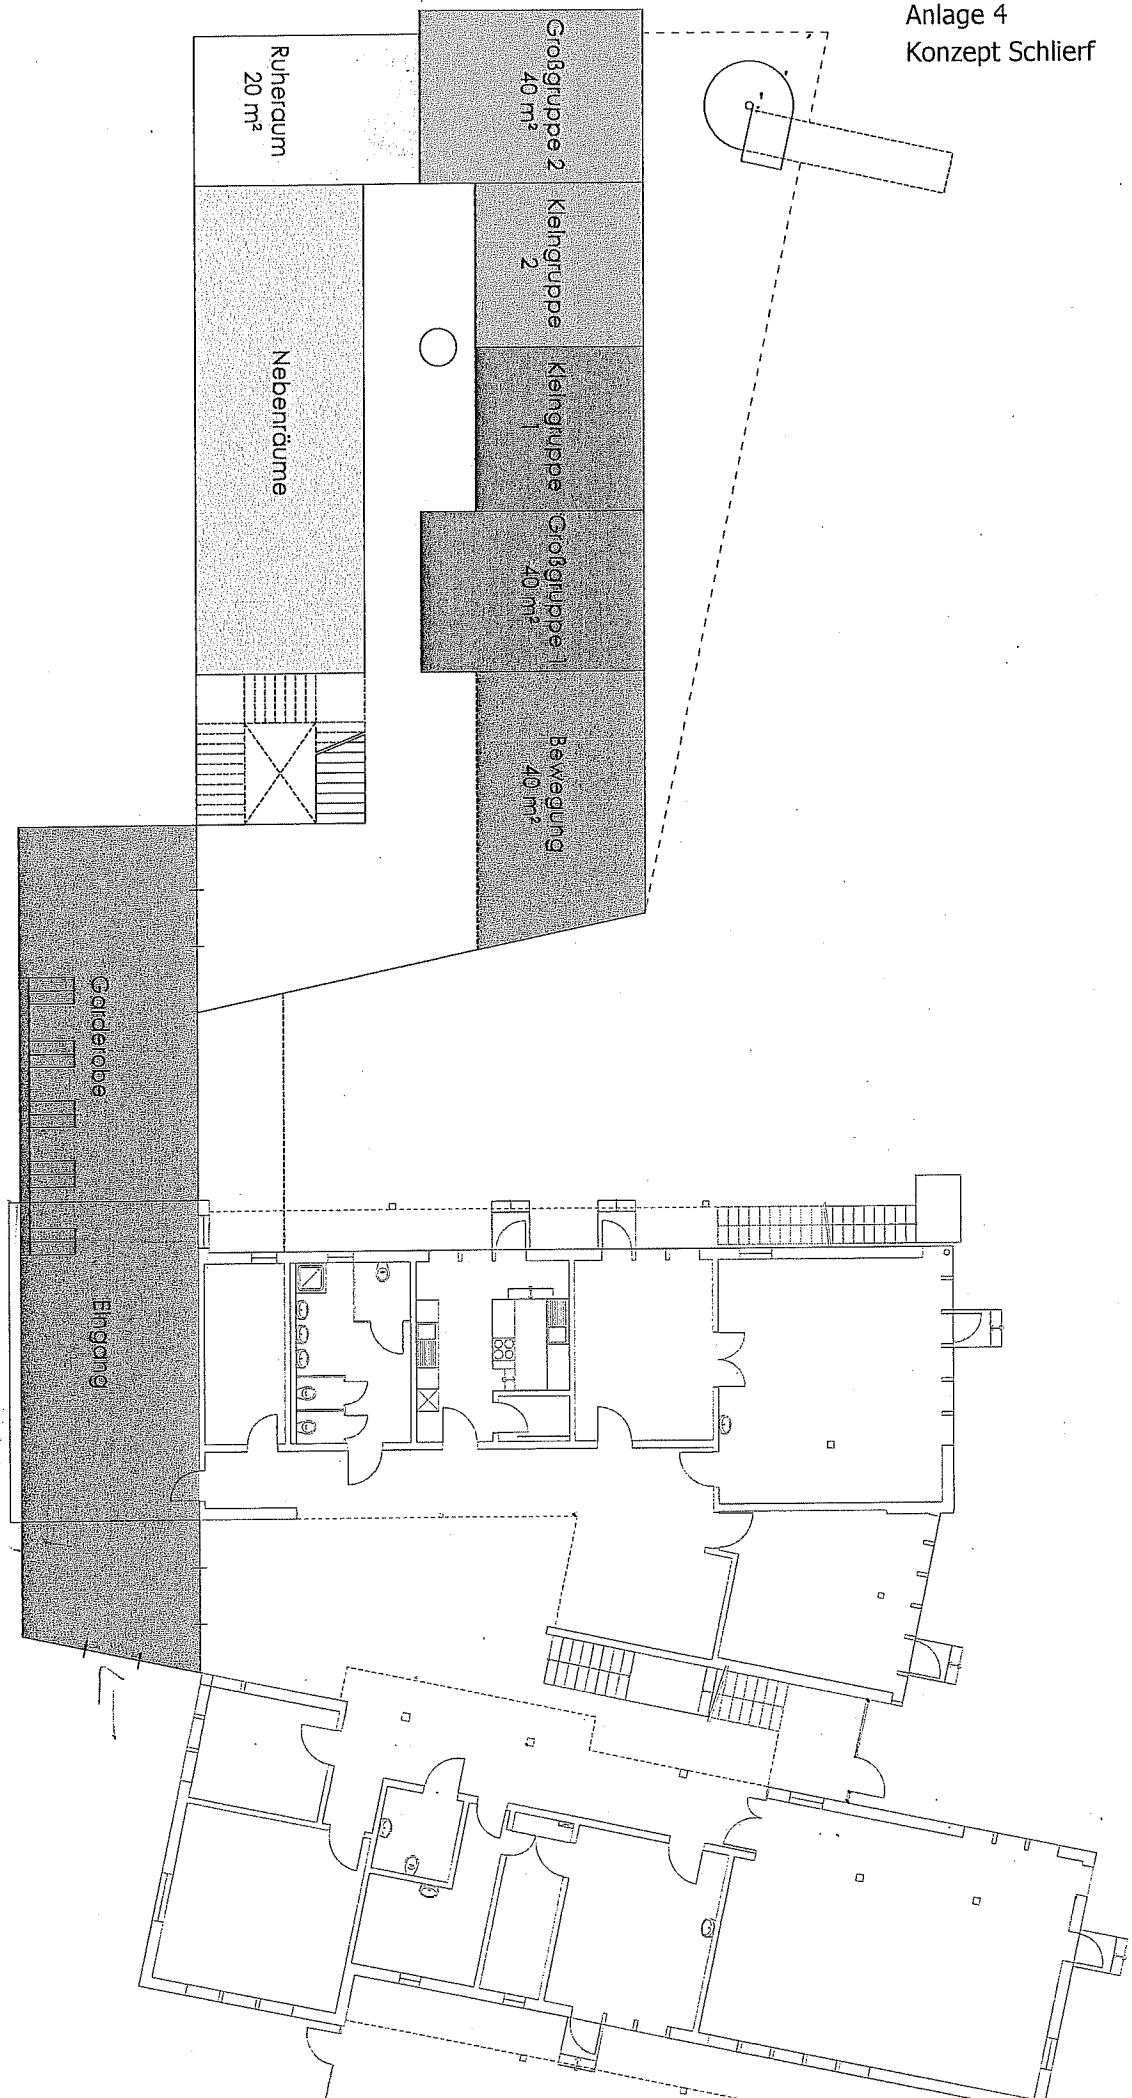 Anlage 4
Konzept Schlierf
Großgruppe 2
40 m²
Ruheraum
20 m²
Kleingruppe
2
Kleingruppe
1
Nebenräume
Großgruppe 1
40 m²
Bewegung
40 m²
Garderobe
Eingang